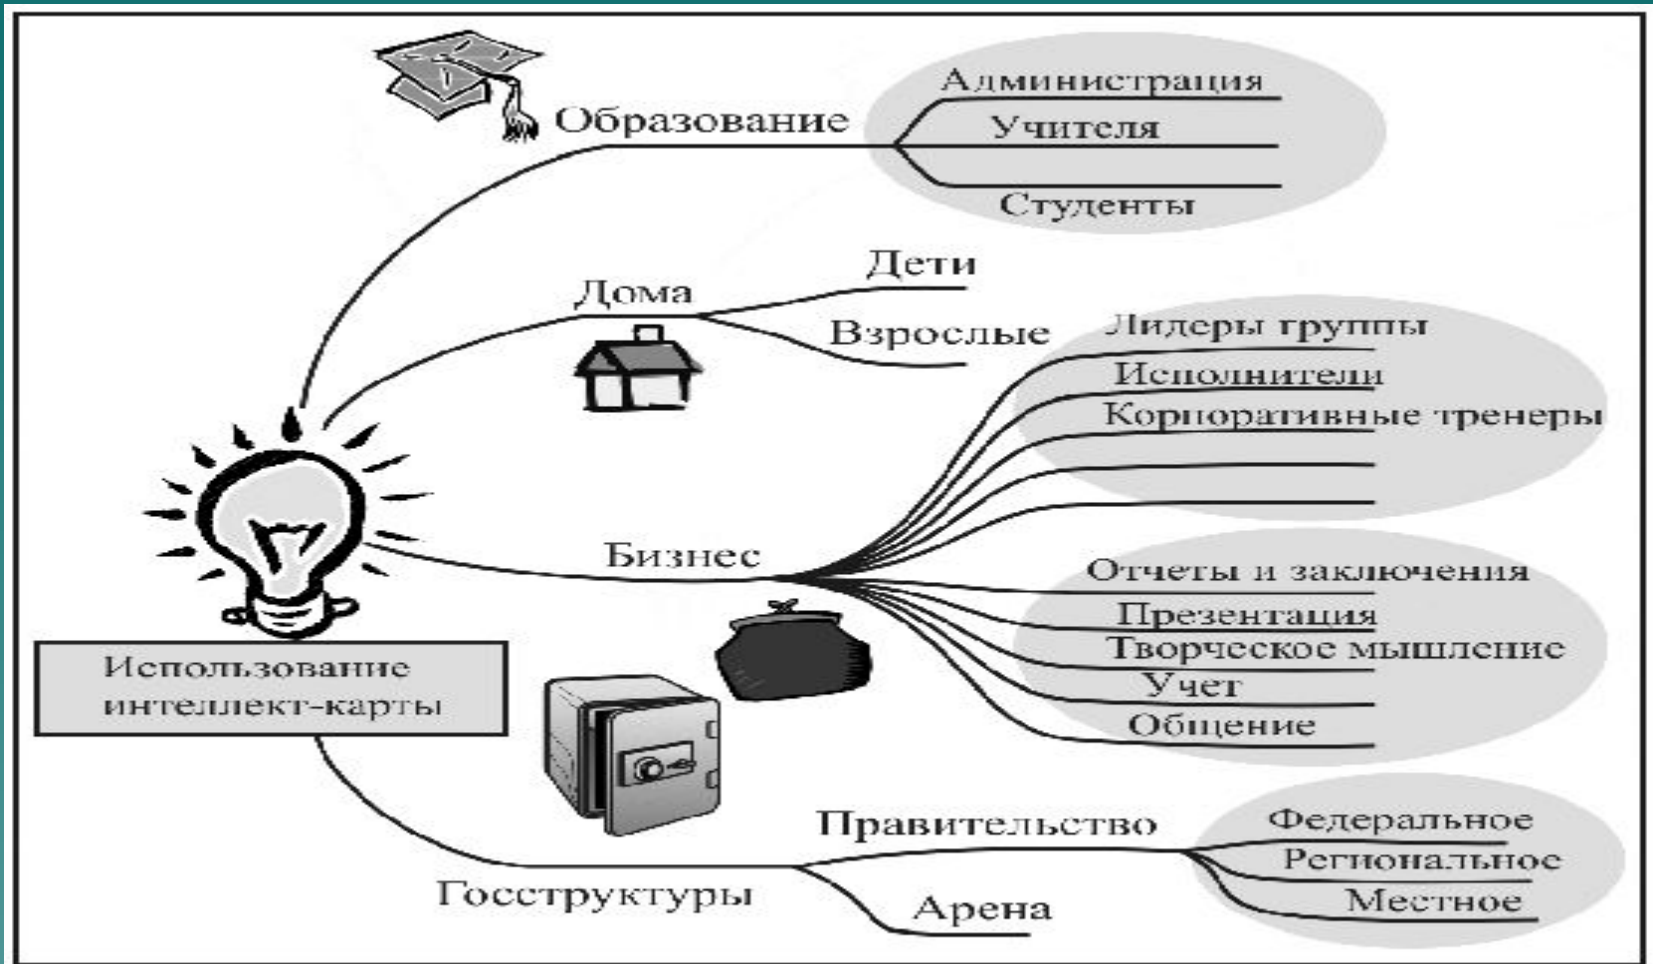 Образование
Администрация
Учителя
Студенты
Дома
Дети
Взрослые
Лидеры группы
Исполнители
Корпоративные тренеры
Бизнес
Отчеты и заключения
Презентация
Творческое мышление
Учет
Общение
Использование
интеллект-карты
Госструктуры
Правительство
Федеральное
Региональное
Местное
Арена